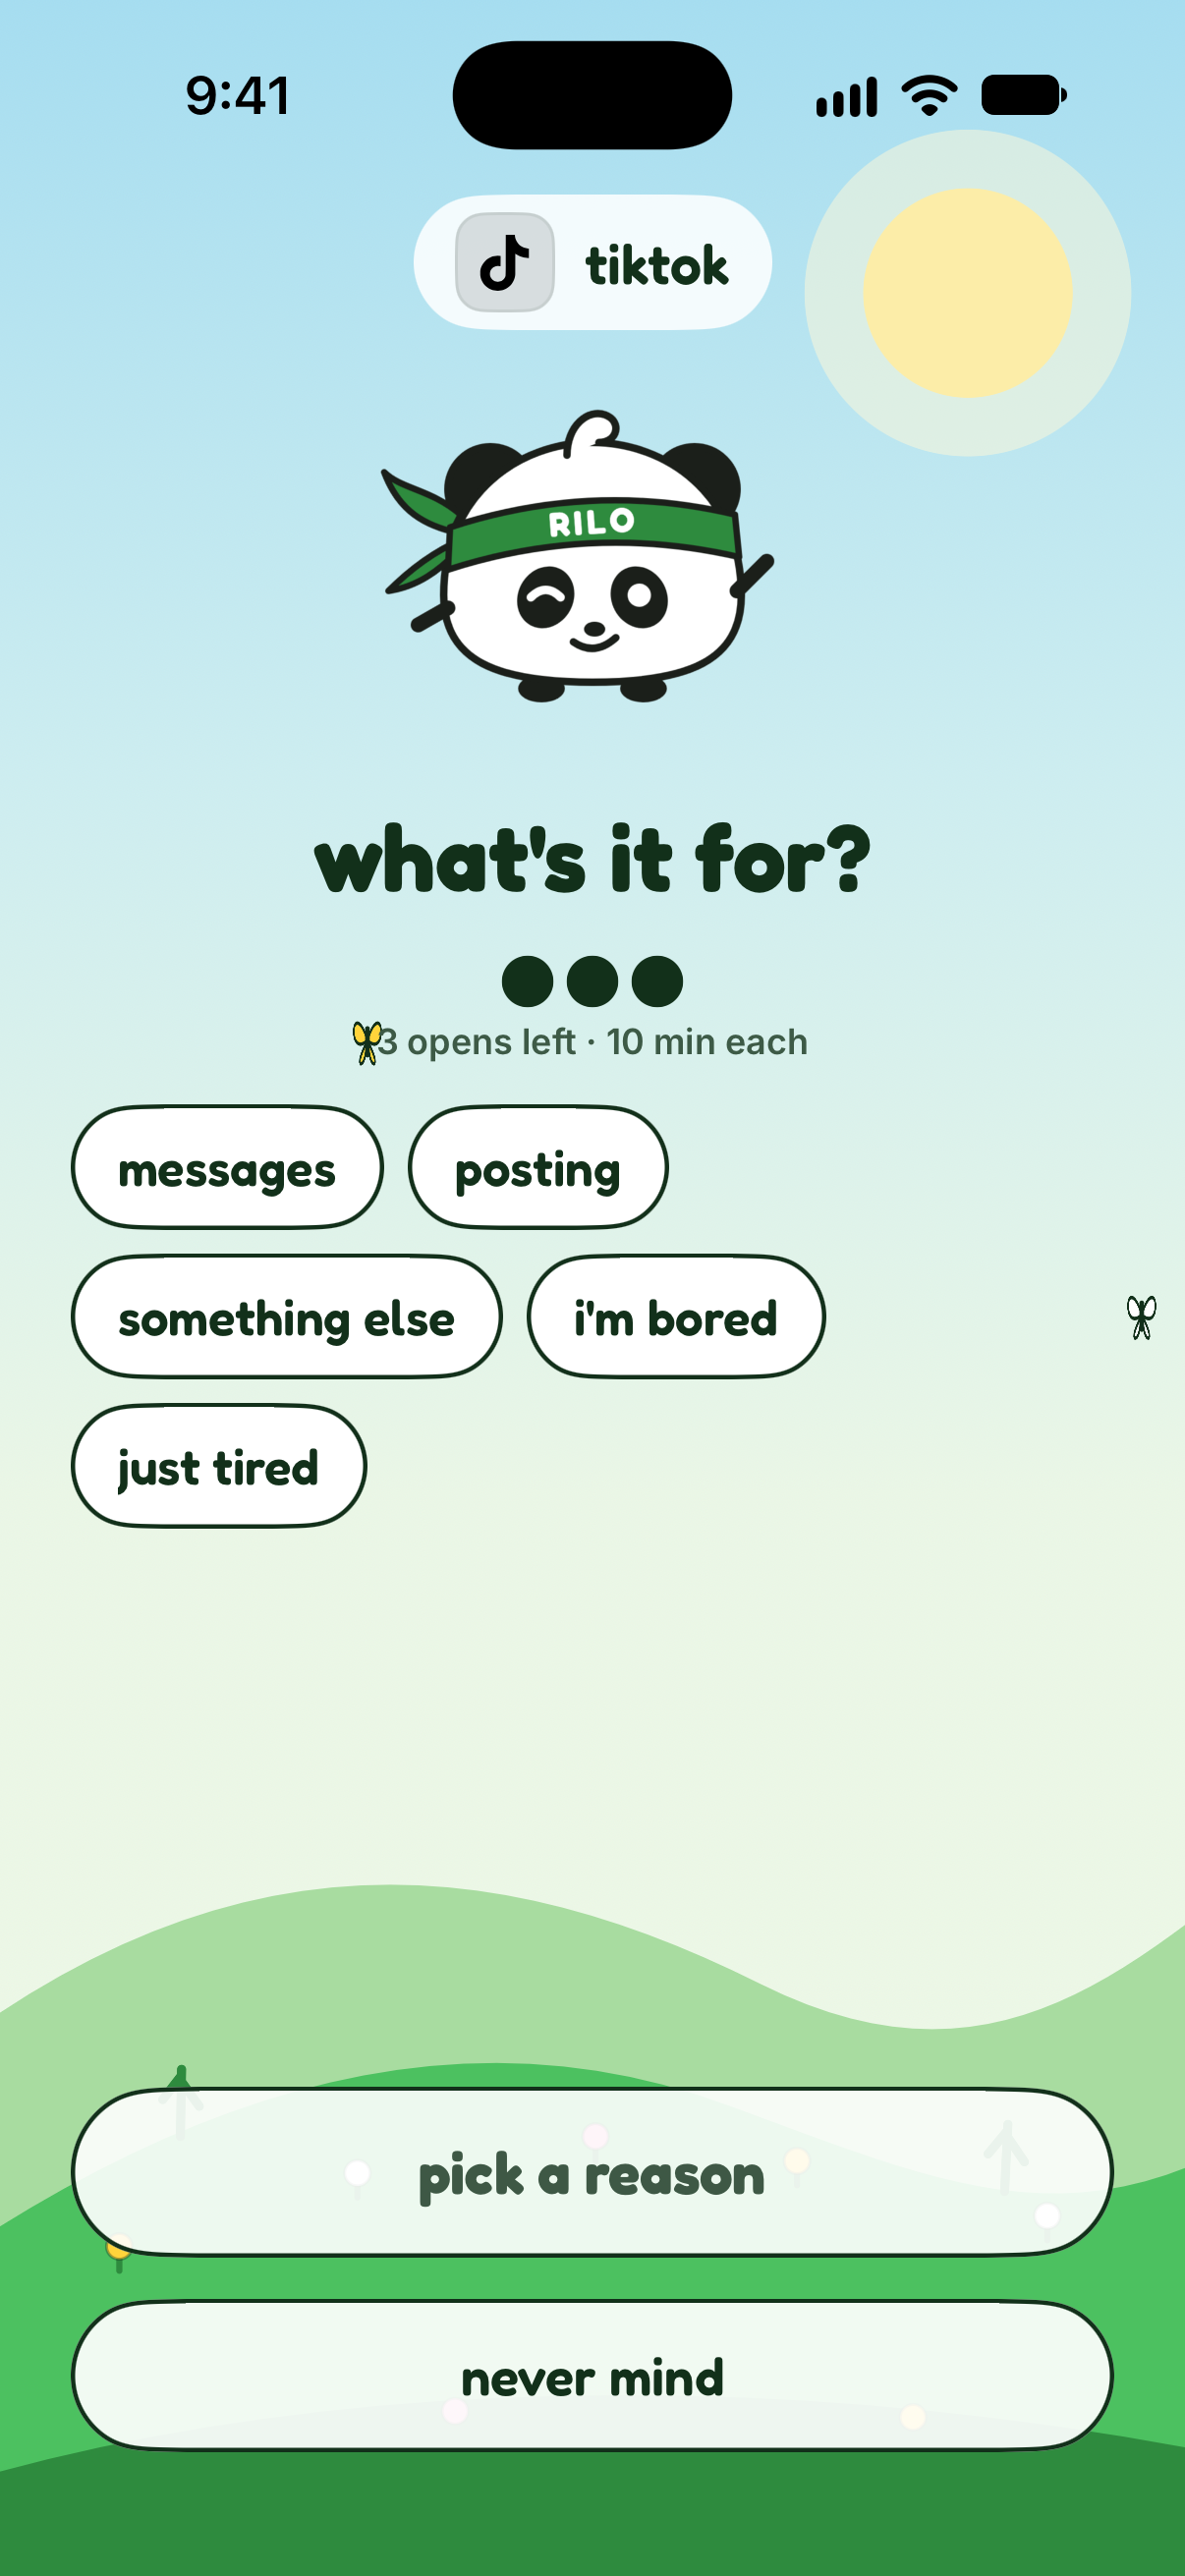 9:41
tiktok
RILO
what's it for?
3 opens left · 10 min each
messages
posting
something else
i'm bored
just tired
pick a reason
never mind